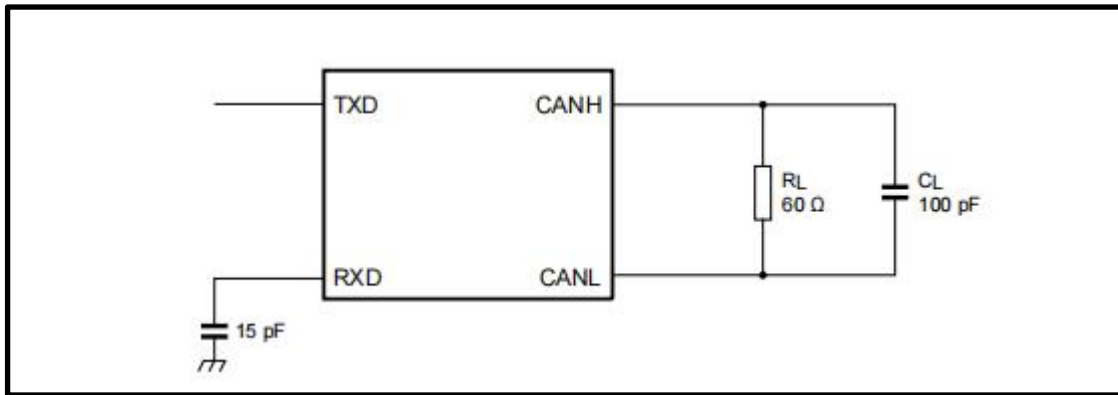 TXD
CANH
RL
60 Ω
CL
100 pF
RXD
CANL
15 pF